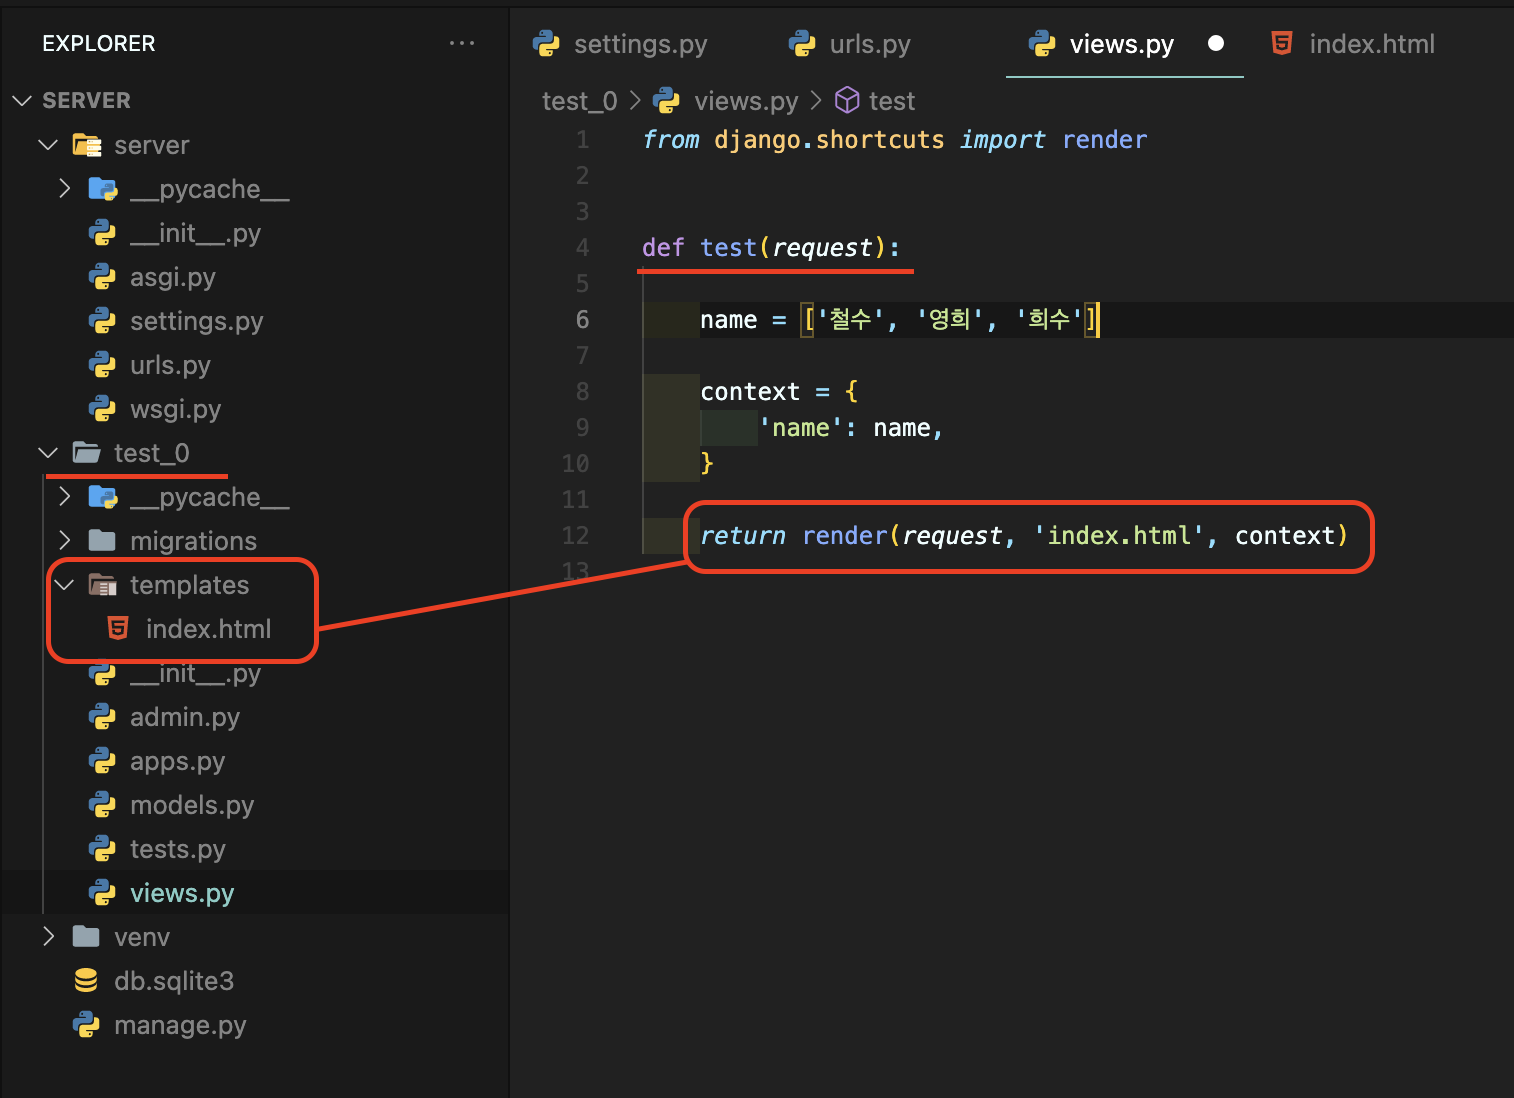 EXPLORER ...
SERVER
server
__pycache__
__init__.py
asgi.py
settings.py
urls.py
wsgi.py
test_0
__pycache__
migrations
templates
index.html
__init__.py
admin.py
apps.py
models.py
tests.py
views.py
venv
db.sqlite3
manage.py
settings.py urls.py views.py index.html
test_0 > views.py > test
1 from django.shortcuts import render
2
3
4 def test(request):
5
6 name = ['철수', '영희', '희수']
7
8 context = {
9 'name': name,
10 }
11
12 return render(request, 'index.html', context)
13